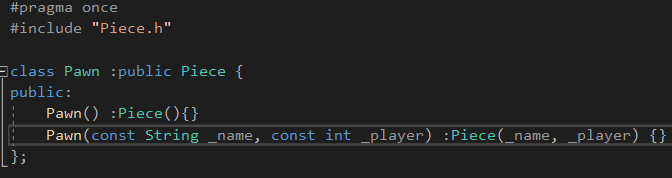 #pragma once
#include "Piece.h"
class Pawn :public Piece {
public:
Pawn() :Piece(){}
Pawn(const String _name, const int _player) :Piece(_name, _player) {}
};